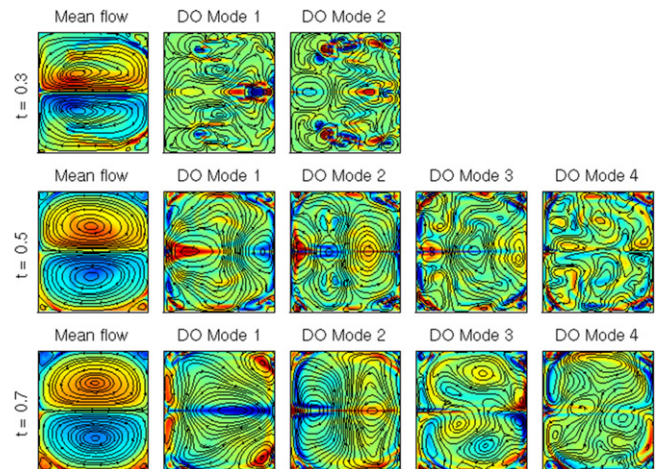 Mean flow DO Mode 1 DO Mode 2
t = 0.3
Mean flow DO Mode 1 DO Mode 2 DO Mode 3 DO Mode 4
t = 0.5
Mean flow DO Mode 1 DO Mode 2 DO Mode 3 DO Mode 4
t = 0.7